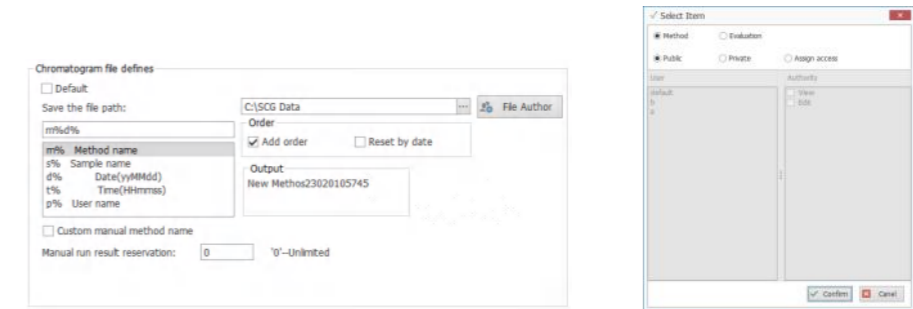 Chromatogram file defines
Default
Save the file path:
C:\SCG Data
...
File Author
m%d%
m% Method name
s% Sample name
d% Date(yyMMdd)
t% Time(HHmmss)
p% User name
Order
Add order
Reset by date
Output
New Methos23020105745
Custom manual method name
Manual run result reservation:
0
'0'--Unlimited
Select Item
Method
Evaluation
Public
Private
Assign access
User
Authority
default
b
a
View
Edit
Confirm
Canel